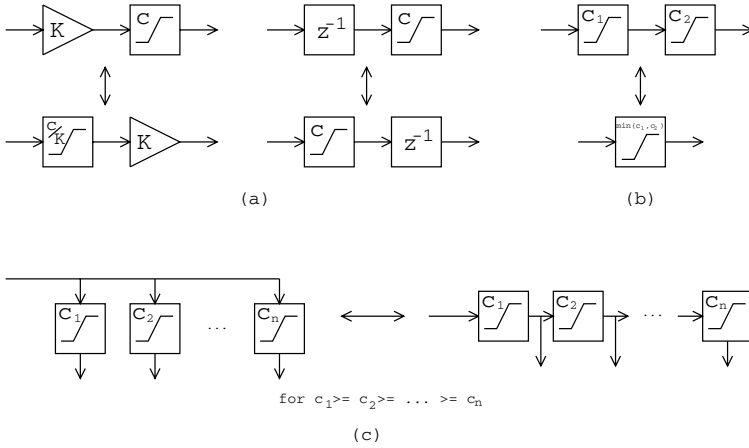 K C z⁻¹ C C₁ C₂
C/K K C z⁻¹ min(c₁,c₂)
(a) (b)
C₁ C₂ ... Cₙ C₁ C₂ ... Cₙ
for c₁>= c₂>= ... >= cₙ
(c)